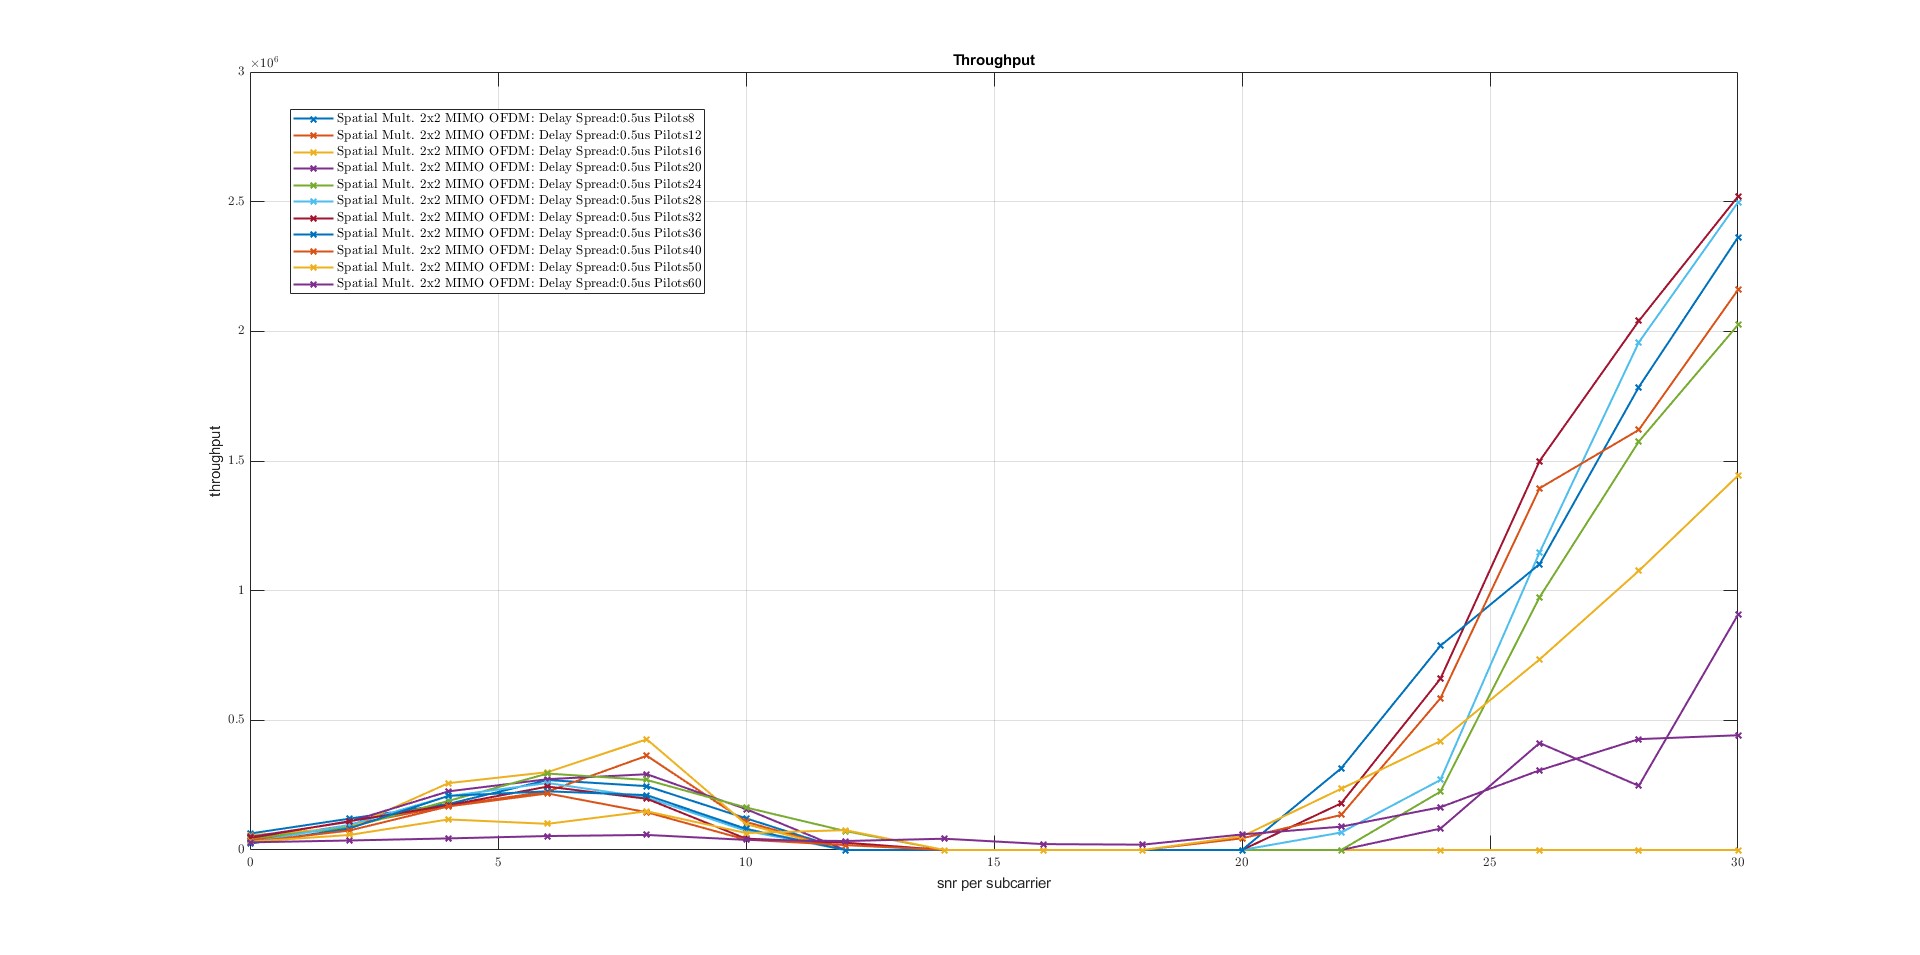 Throughput
×10⁶
3
2.5
2
1.5
1
0.5
0
throughput
Spatial Mult. 2x2 MIMO OFDM: Delay Spread:0.5us Pilots8
Spatial Mult. 2x2 MIMO OFDM: Delay Spread:0.5us Pilots12
Spatial Mult. 2x2 MIMO OFDM: Delay Spread:0.5us Pilots16
Spatial Mult. 2x2 MIMO OFDM: Delay Spread:0.5us Pilots20
Spatial Mult. 2x2 MIMO OFDM: Delay Spread:0.5us Pilots24
Spatial Mult. 2x2 MIMO OFDM: Delay Spread:0.5us Pilots28
Spatial Mult. 2x2 MIMO OFDM: Delay Spread:0.5us Pilots32
Spatial Mult. 2x2 MIMO OFDM: Delay Spread:0.5us Pilots36
Spatial Mult. 2x2 MIMO OFDM: Delay Spread:0.5us Pilots40
Spatial Mult. 2x2 MIMO OFDM: Delay Spread:0.5us Pilots50
Spatial Mult. 2x2 MIMO OFDM: Delay Spread:0.5us Pilots60
0 5 10 15 20 25 30
snr per subcarrier